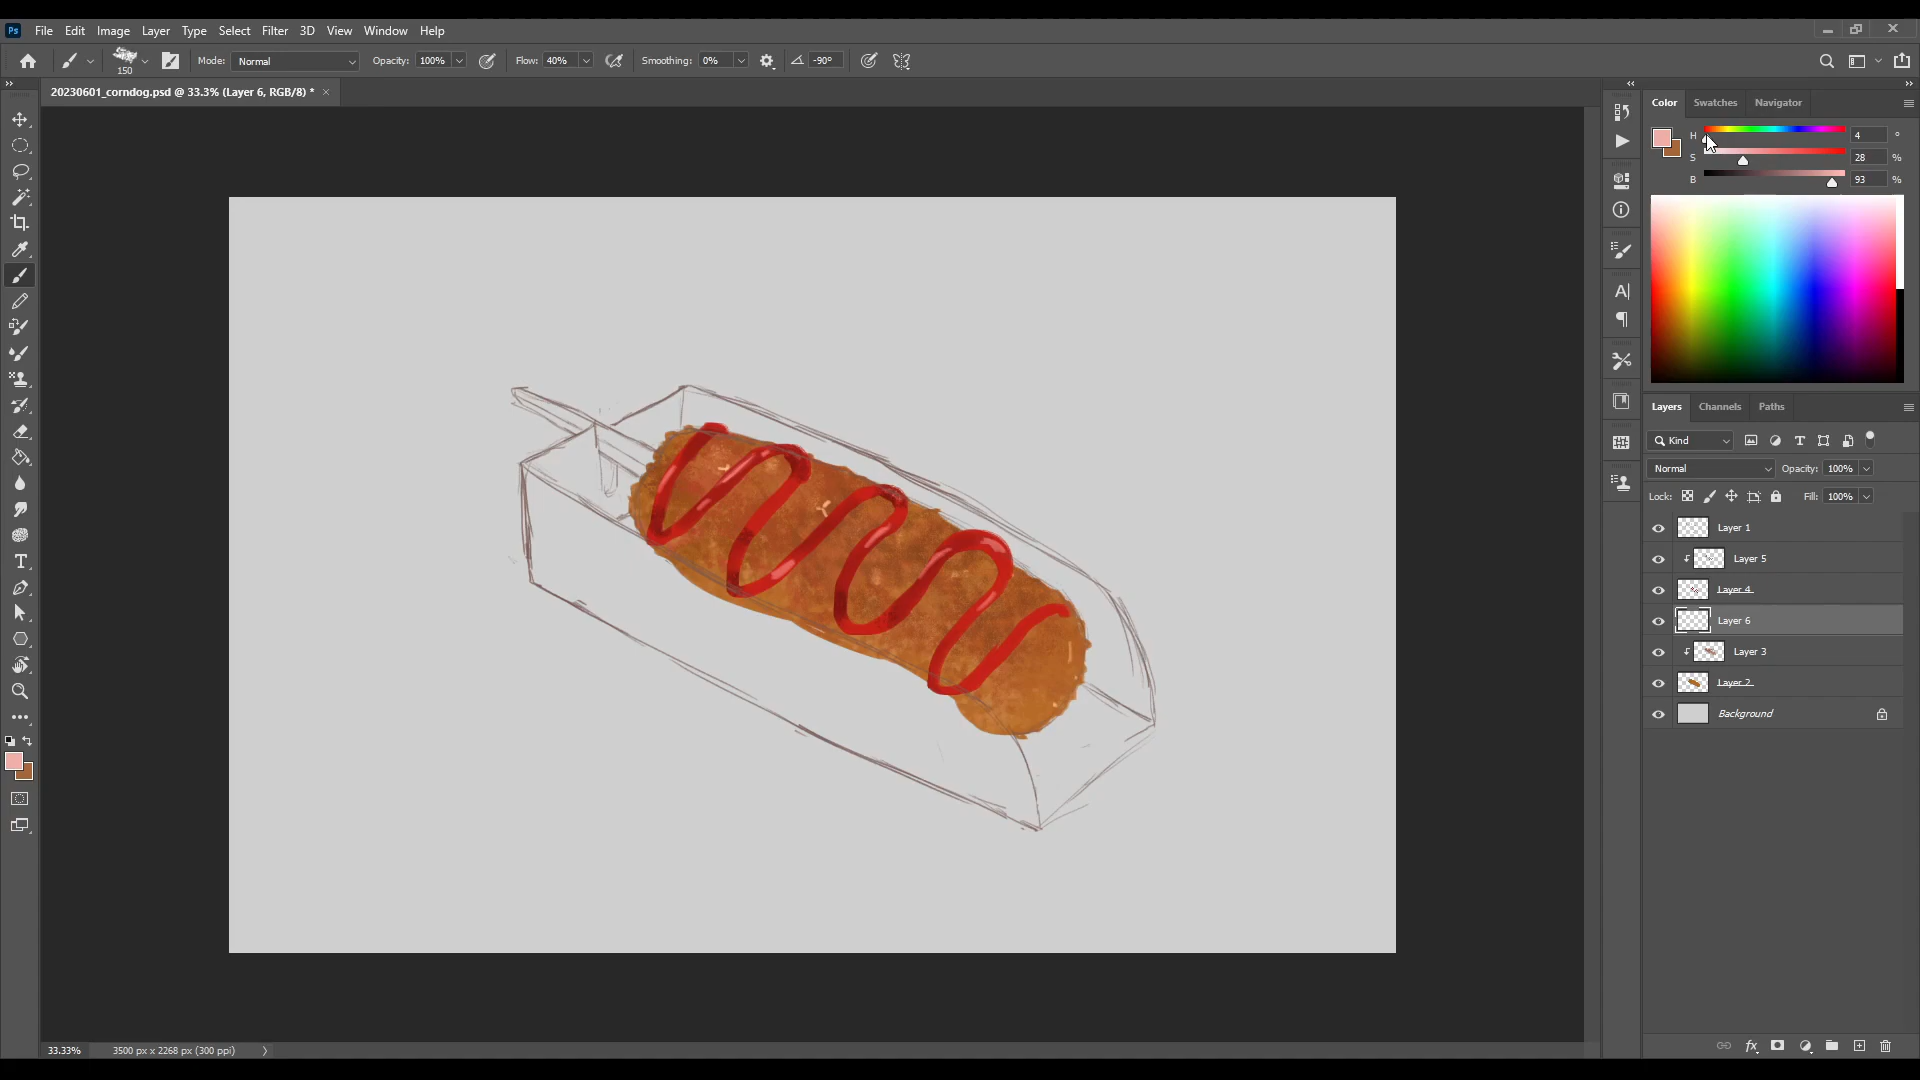 Ps File Edit Image Layer Type Select Filter 3D View Window Help
150 Mode: Normal Opacity: 100% Flow: 40% Smoothing: 0% -90°
20230601_corndog.psd @ 33.3% (Layer 6, RGB/8) * ×
Color Swatches Navigator
H 4 °
S 28 %
B 93 %
Layers Channels Paths
Kind
Normal Opacity: 100%
Lock: Fill: 100%
Layer 1
Layer 5
Layer 4
Layer 6
Layer 3
Layer 2
Background
fx
33.33% 3500 px x 2268 px (300 ppi)